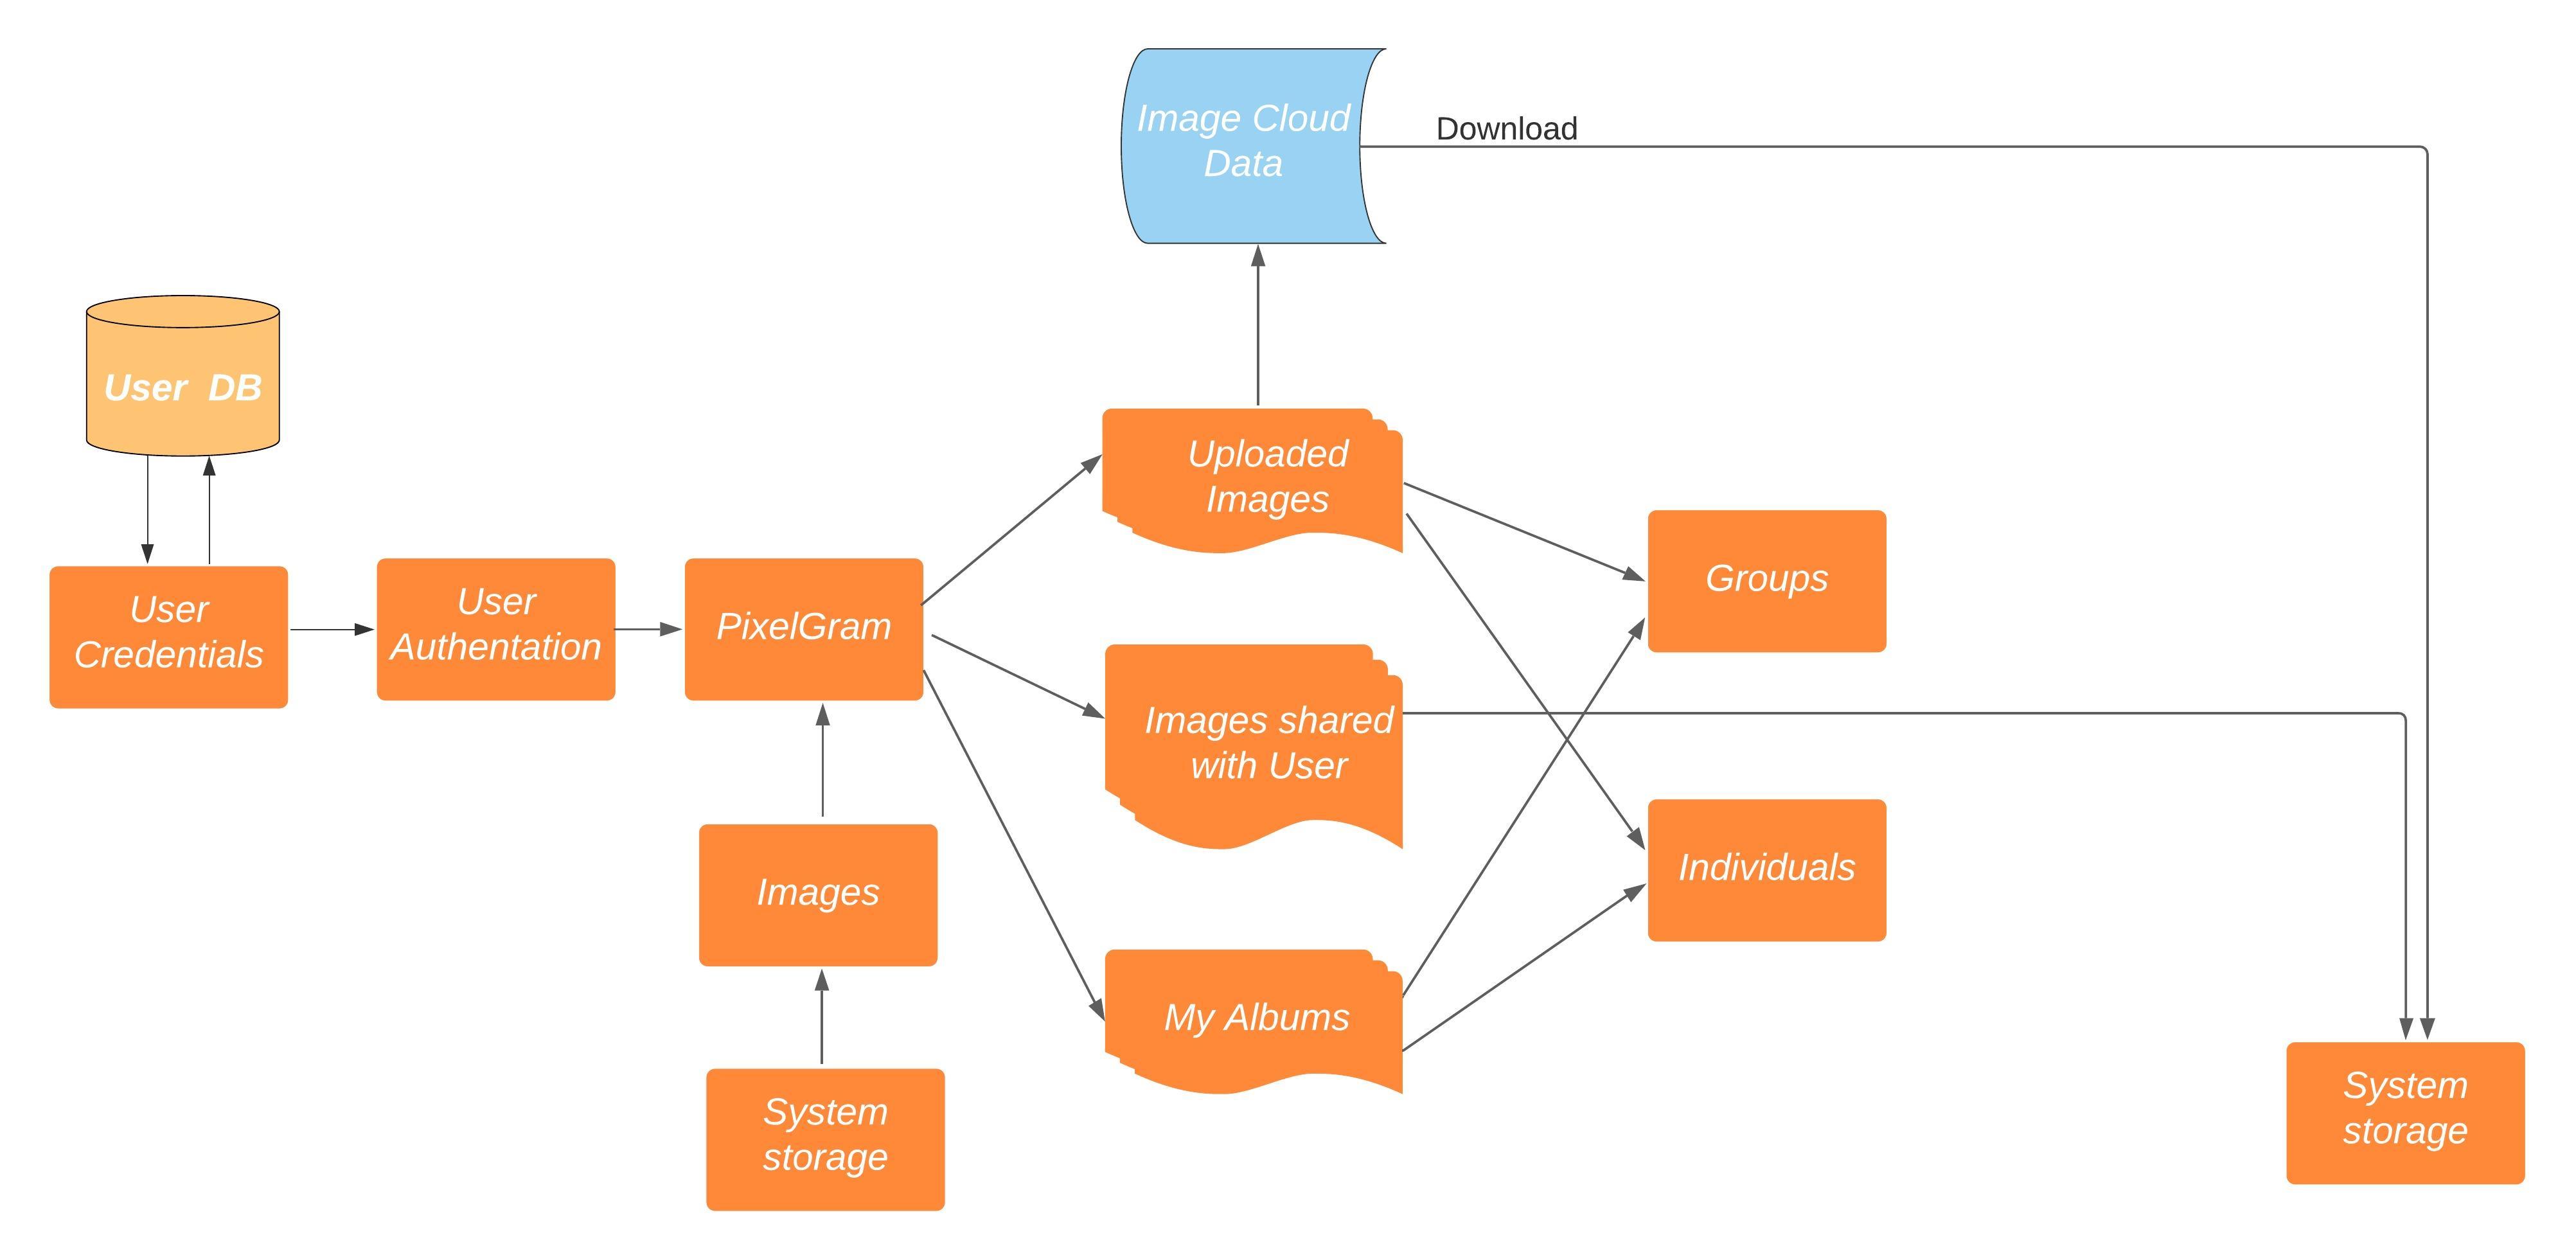 Image Cloud
Data
Download
User  DB
Uploaded
Images
Groups
User
Credentials
User
Authentation
PixelGram
Images shared
with User
Images
Individuals
My Albums
System
storage
System
storage